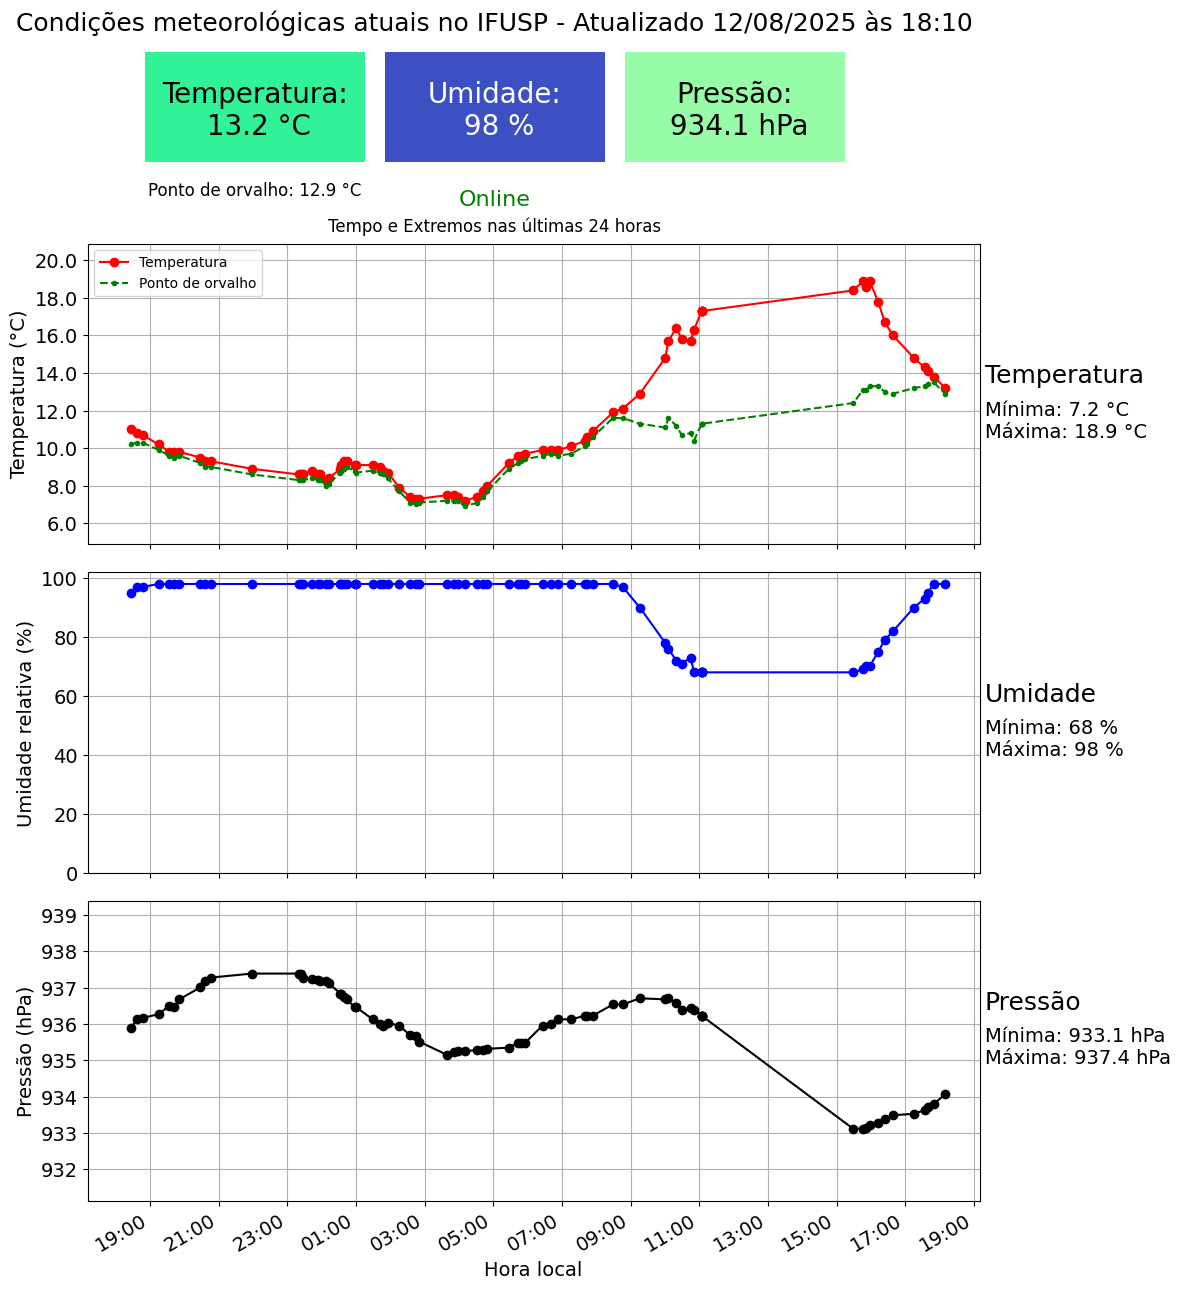 Condições meteorológicas atuais no IFUSP - Atualizado 12/08/2025 às 18:10
Temperatura:
13.2 °C
Umidade:
98 %
Pressão:
934.1 hPa
Ponto de orvalho: 12.9 °C
Online
Tempo e Extremos nas últimas 24 horas
Temperatura
Ponto de orvalho
Temperatura (°C)
20.0
18.0
16.0
14.0
12.0
10.0
8.0
6.0
Temperatura
Mínima: 7.2 °C
Máxima: 18.9 °C
Umidade relativa (%)
100
80
60
40
20
0
Umidade
Mínima: 68 %
Máxima: 98 %
Pressão (hPa)
939
938
937
936
935
934
933
932
Pressão
Mínima: 933.1 hPa
Máxima: 937.4 hPa
19:00 21:00 23:00 01:00 03:00 05:00 07:00 09:00 11:00 13:00 15:00 17:00 19:00
Hora local